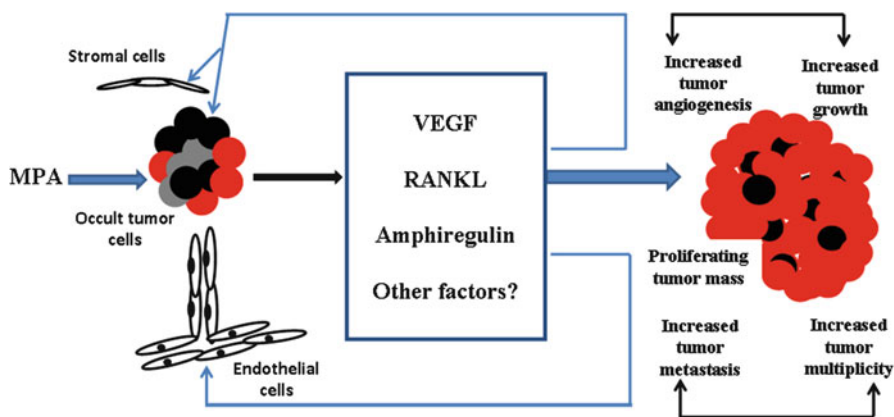 Stromal cells
MPA
Occult tumor
cells
Endothelial
cells
VEGF
RANKL
Amphiregulin
Other factors?
Increased
tumor
angiogenesis
Increased
tumor
growth
Proliferating
tumor mass
Increased
tumor
metastasis
Increased
tumor
multiplicity